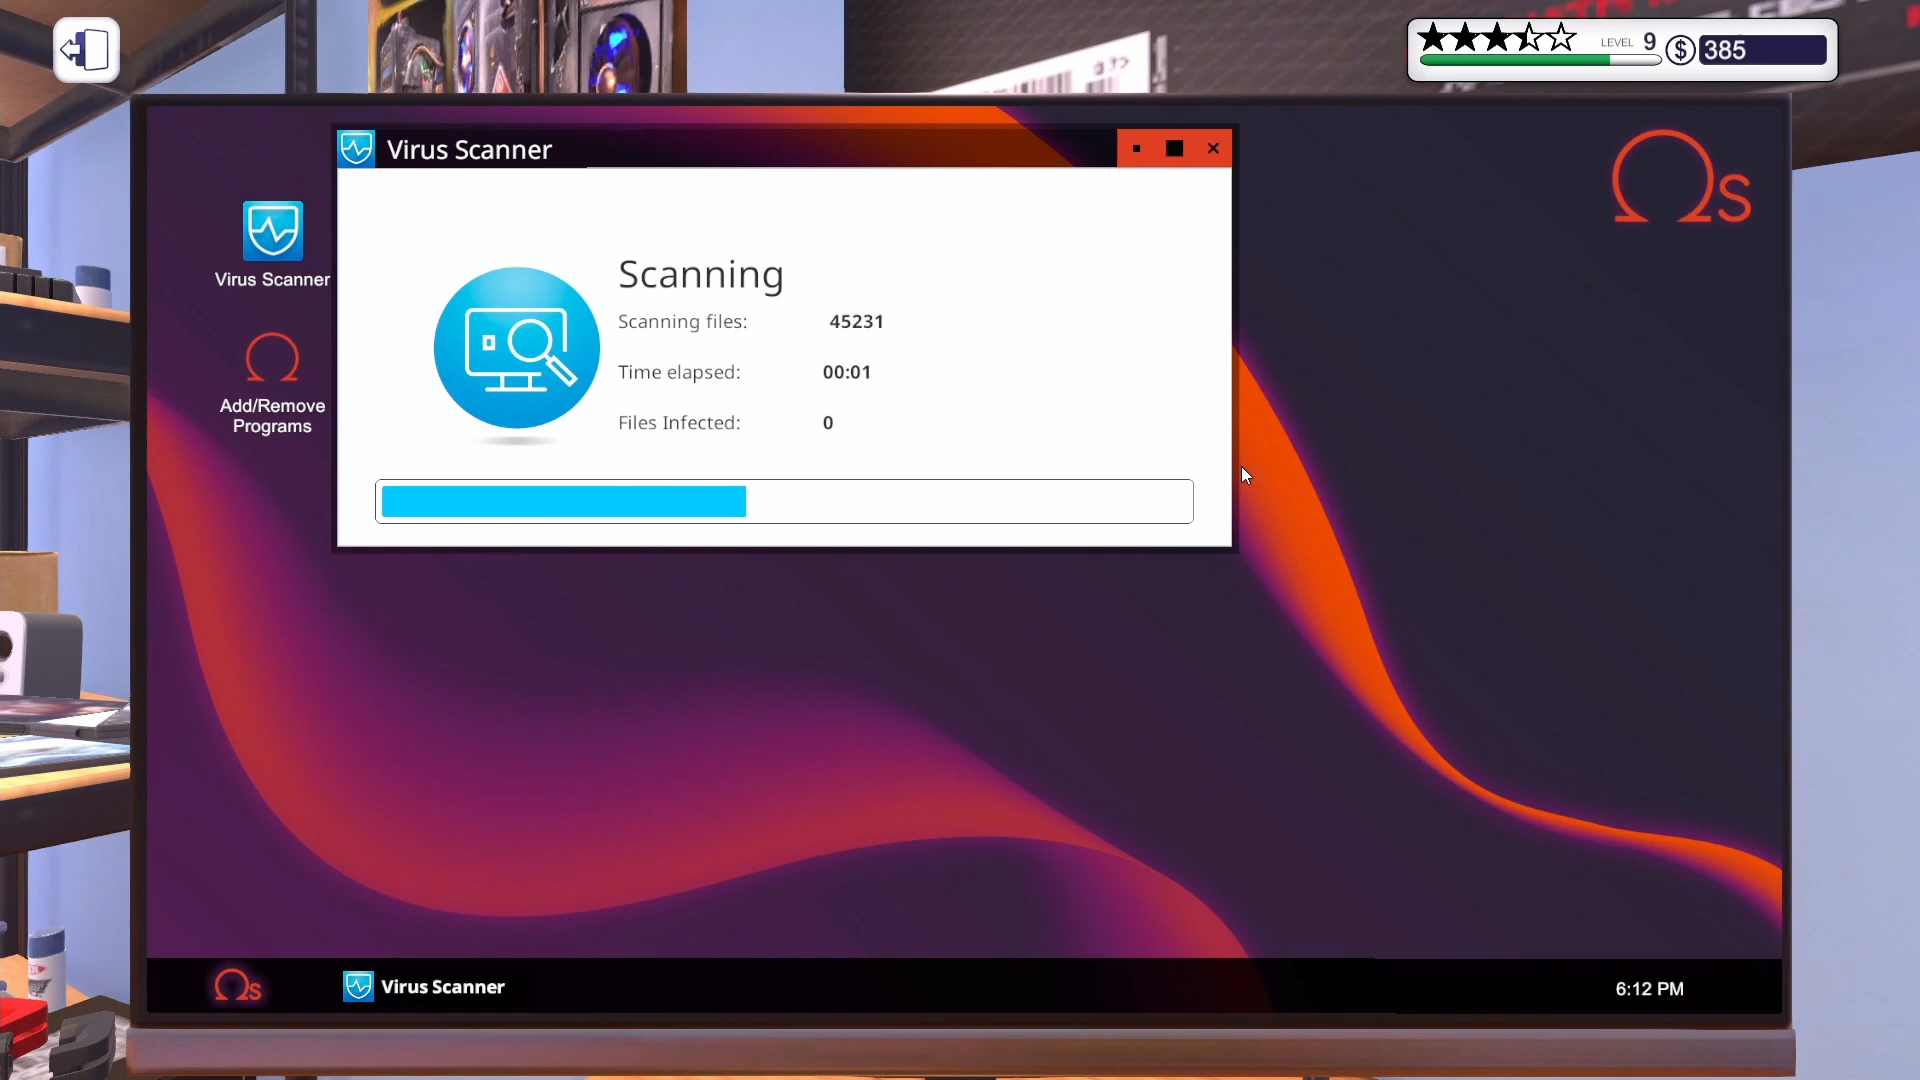 LEVEL 9
385
Virus Scanner
Virus Scanner
Add/Remove
Programs
Scanning
Scanning files: 45231
Time elapsed: 00:01
Files Infected: 0
Ωs
Ωs
Virus Scanner
6:12 PM